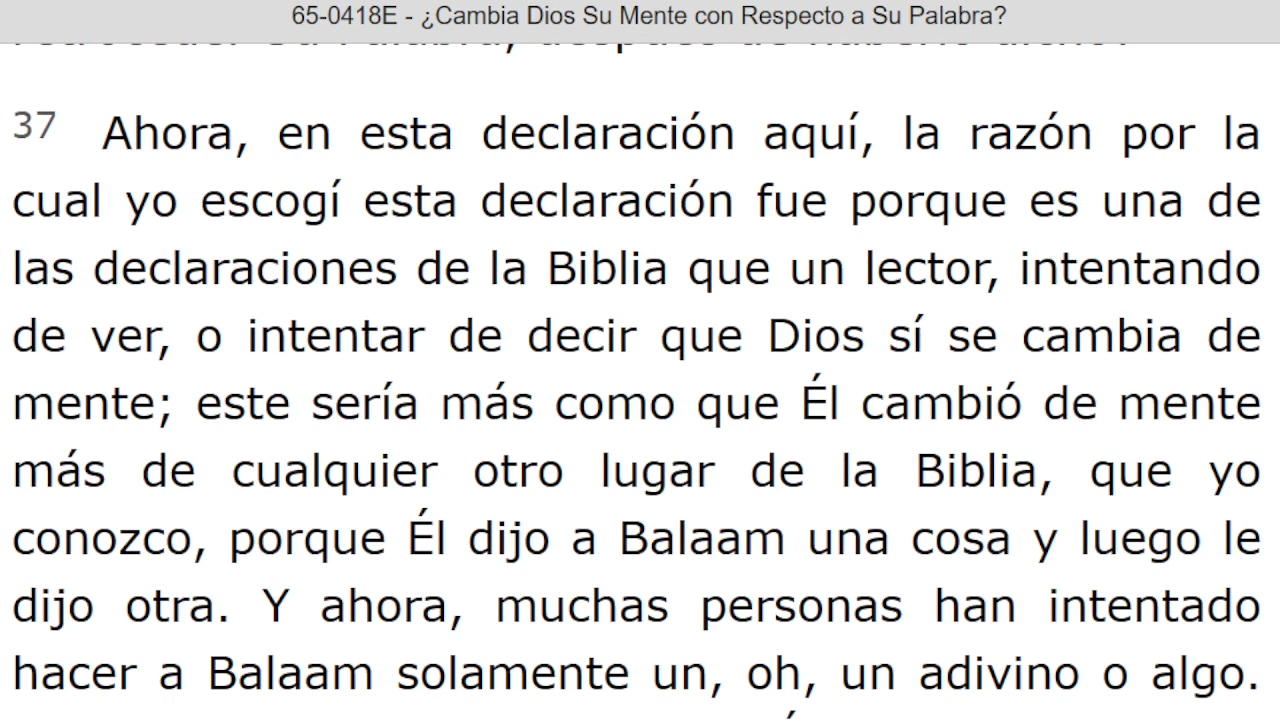 65-0418E - ¿Cambia Dios Su Mente con Respecto a Su Palabra?
37 Ahora, en esta declaración aquí, la razón por la
cual yo escogí esta declaración fue porque es una de
las declaraciones de la Biblia que un lector, intentando
de ver, o intentar de decir que Dios sí se cambia de
mente; este sería más como que Él cambió de mente
más de cualquier otro lugar de la Biblia, que yo
conozco, porque Él dijo a Balaam una cosa y luego le
dijo otra. Y ahora, muchas personas han intentado
hacer a Balaam solamente un, oh, un adivino o algo.